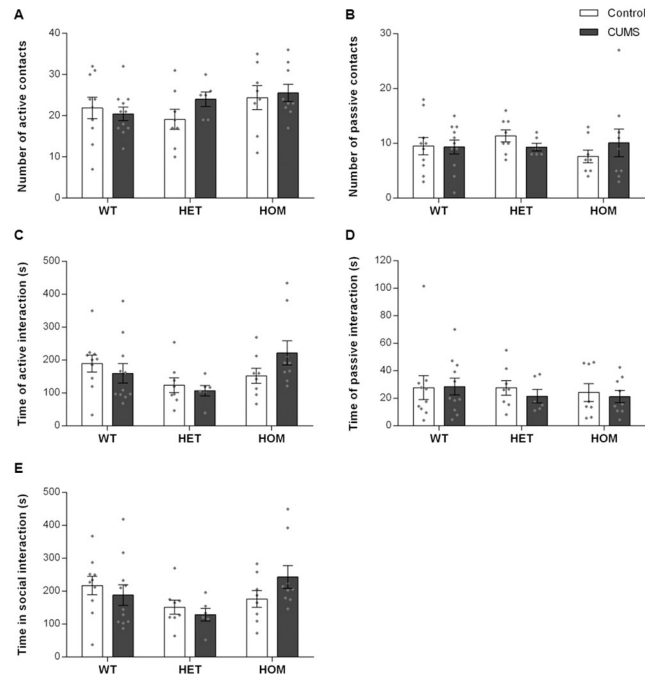 A
B
Control
CUMS
Number of active contacts
40
30
20
10
0
WT
HET
HOM
Number of passive contacts
30
20
10
0
WT
HET
HOM
C
D
Time of active interaction (s)
500
400
300
200
100
0
WT
HET
HOM
Time of passive interaction (s)
120
100
80
60
40
20
0
WT
HET
HOM
E
Time in social interaction (s)
500
400
300
200
100
0
WT
HET
HOM